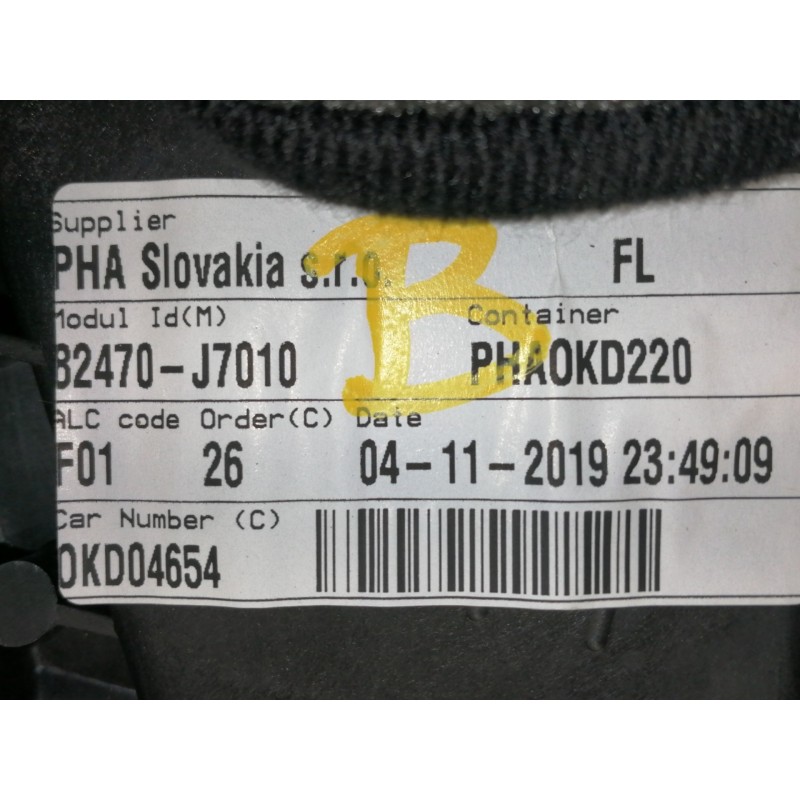 Supplier
PHA Slovakia s.r.o. FL
Modul Id(M) Container
82470-J7010 PHAOKD220
ALC code Order(C) Date
F01 26 04-11-2019 23:49:09
Car Number (C)
OKD04654
B